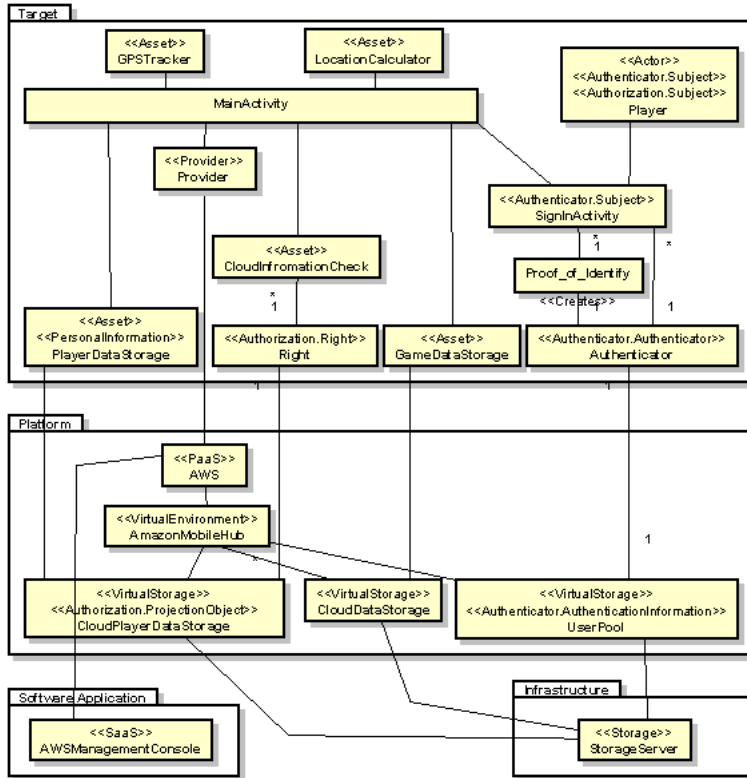 Target
<<Asset>>
GPSTracker
<<Asset>>
LocationCalculator
<<Actor>>
<<Authenticator.Subject>>
<<Authorization.Subject>>
Player
MainActivity
<<Provider>>
Provider
<<Authenticator.Subject>>
SignInActivity
*
1
*
<<Asset>>
CloudInfromationCheck
Proof_of_Identify
*
1
<<Creates>>
1
1
<<Asset>>
<<PersonalInformation>>
PlayerDataStorage
<<Authorization.Right>>
Right
<<Asset>>
GameDataStorage
<<Authenticator.Authenticator>>
Authenticator
1
1
Platform
<<PaaS>>
AWS
<<VirtualEnvironment>>
AmazonMobileHub
1
*
<<VirtualStorage>>
<<Authorization.ProjectionObject>>
CloudPlayerDataStorage
<<VirtualStorage>>
CloudDataStorage
<<VirtualStorage>>
<<Authenticator.AuthenticationInformation>>
UserPool
Software Application
<<SaaS>>
AWSManagementConsole
Infrastructure
<<Storage>>
StorageServer